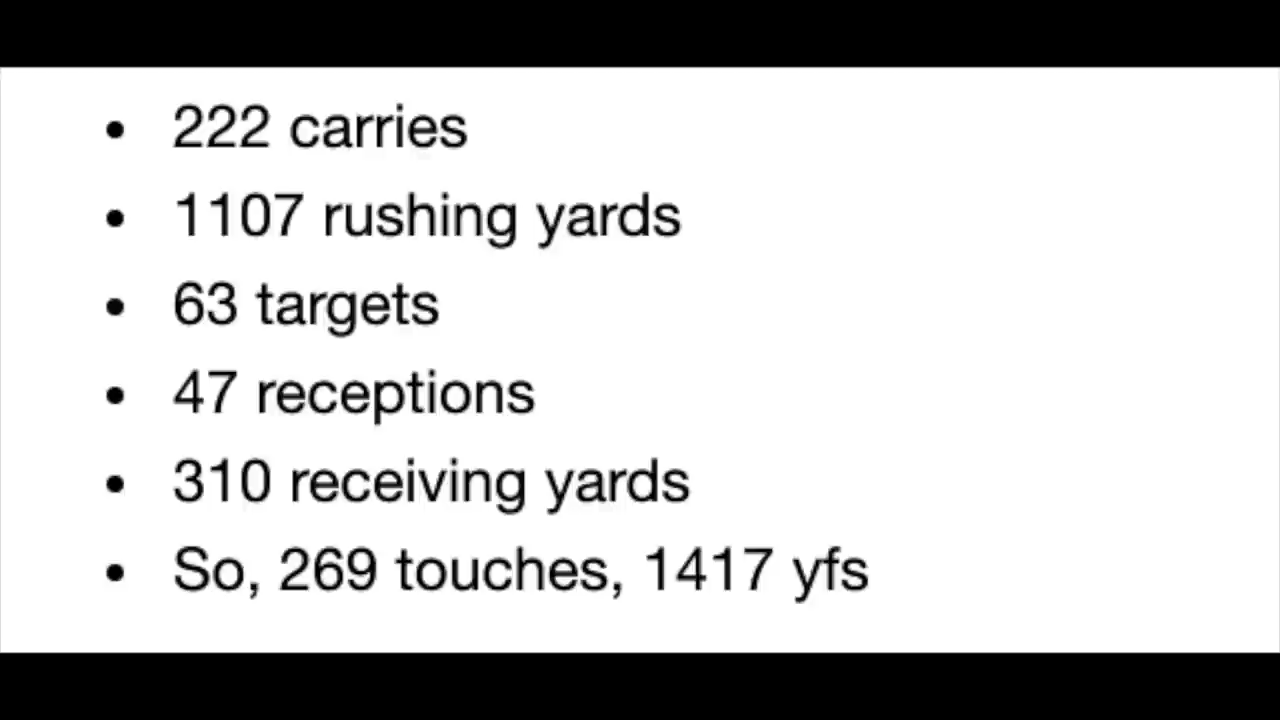 • 222 carries
• 1107 rushing yards
• 63 targets
• 47 receptions
• 310 receiving yards
• So, 269 touches, 1417 yfs